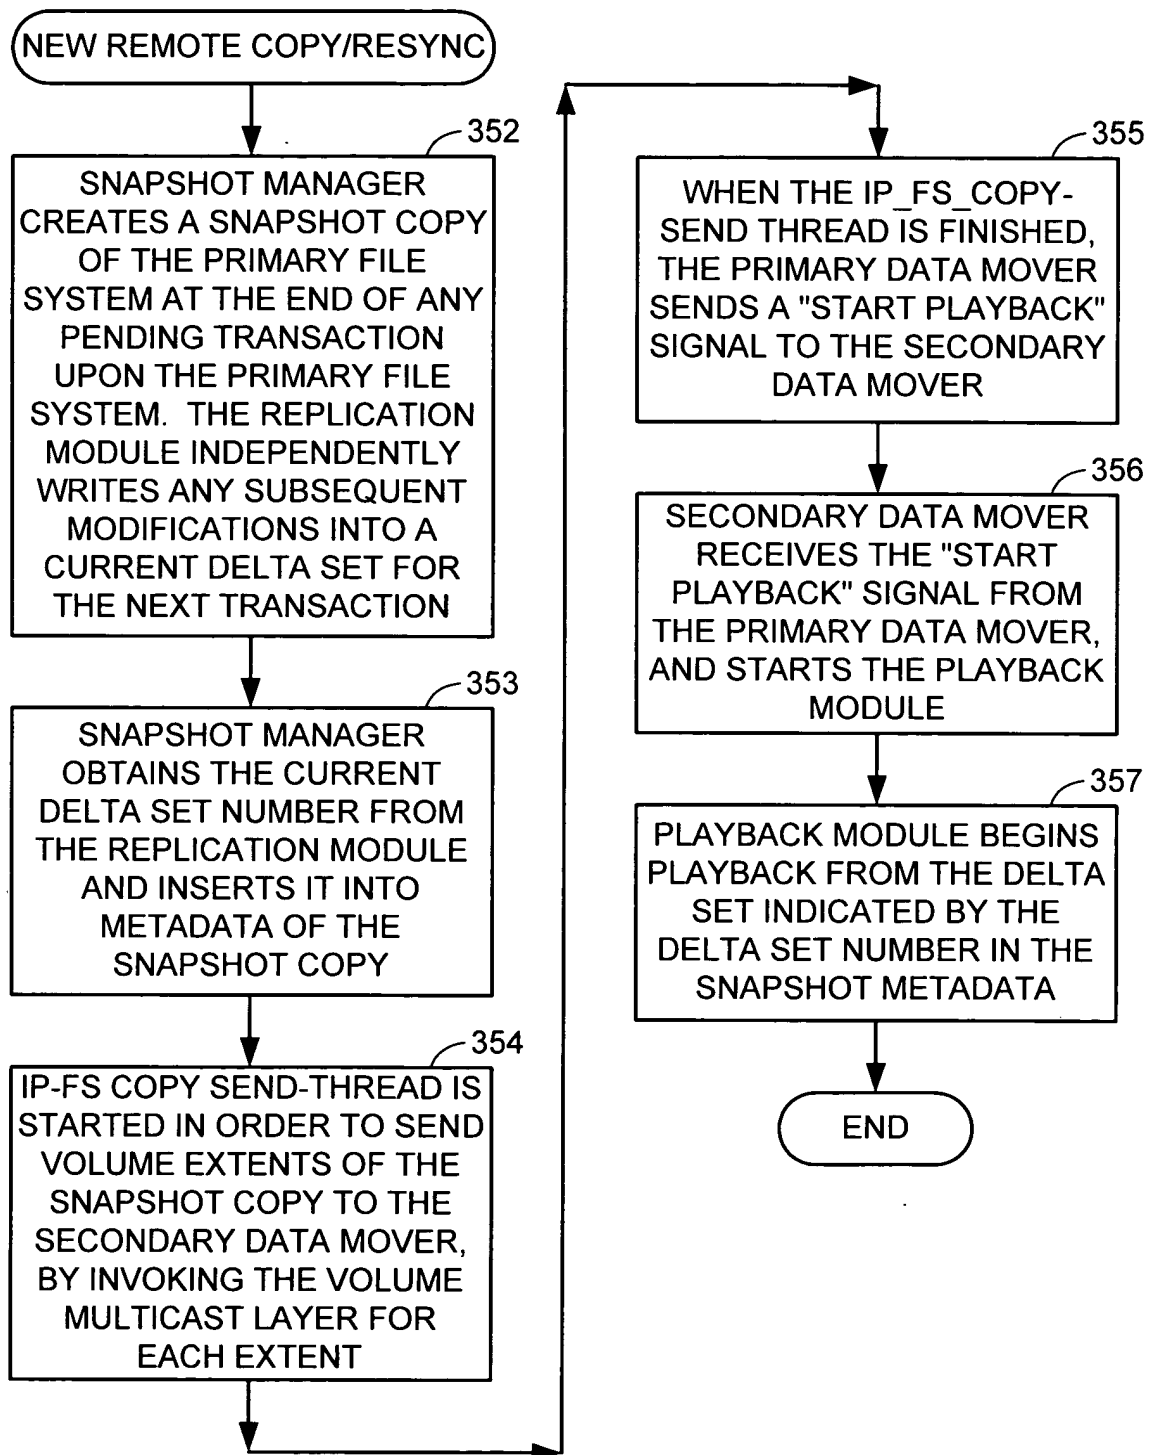 NEW REMOTE COPY/RESYNC
352
SNAPSHOT MANAGER
CREATES A SNAPSHOT COPY
OF THE PRIMARY FILE
SYSTEM AT THE END OF ANY
PENDING TRANSACTION
UPON THE PRIMARY FILE
SYSTEM. THE REPLICATION
MODULE INDEPENDENTLY
WRITES ANY SUBSEQUENT
MODIFICATIONS INTO A
CURRENT DELTA SET FOR
THE NEXT TRANSACTION
353
SNAPSHOT MANAGER
OBTAINS THE CURRENT
DELTA SET NUMBER FROM
THE REPLICATION MODULE
AND INSERTS IT INTO
METADATA OF THE
SNAPSHOT COPY
354
IP-FS COPY SEND-THREAD IS
STARTED IN ORDER TO SEND
VOLUME EXTENTS OF THE
SNAPSHOT COPY TO THE
SECONDARY DATA MOVER,
BY INVOKING THE VOLUME
MULTICAST LAYER FOR
EACH EXTENT
355
WHEN THE IP_FS_COPY-
SEND THREAD IS FINISHED,
THE PRIMARY DATA MOVER
SENDS A "START PLAYBACK"
SIGNAL TO THE SECONDARY
DATA MOVER
356
SECONDARY DATA MOVER
RECEIVES THE "START
PLAYBACK" SIGNAL FROM
THE PRIMARY DATA MOVER,
AND STARTS THE PLAYBACK
MODULE
357
PLAYBACK MODULE BEGINS
PLAYBACK FROM THE DELTA
SET INDICATED BY THE
DELTA SET NUMBER IN THE
SNAPSHOT METADATA
END